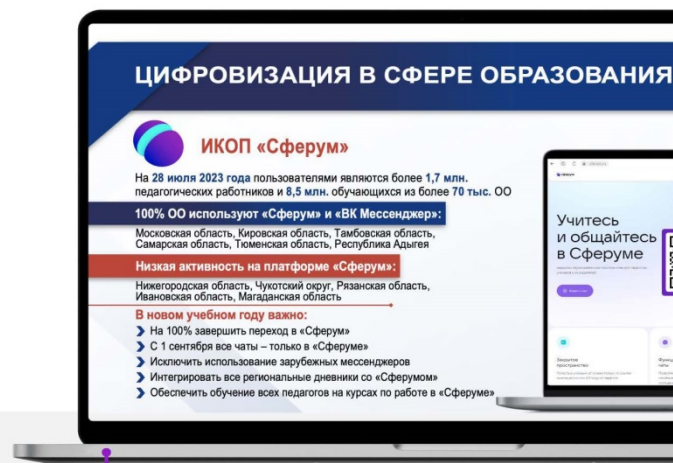 ЦИФРОВИЗАЦИЯ В СФЕРЕ ОБРАЗОВАНИЯ
ИКОП «Сферум»
На 28 июля 2023 года пользователями являются более 1,7 млн.
педагогических работников и 8,5 млн. обучающихся из более 70 тыс. ОО
100% ОО используют «Сферум» и «ВК Мессенджер»:
Московская область, Кировская область, Тамбовская область,
Самарская область, Тюменская область, Республика Адыгея
Низкая активность на платформе «Сферум»:
Нижегородская область, Чукотский округ, Рязанская область,
Ивановская область, Магаданская область
В новом учебном году важно:
На 100% завершить переход в «Сферум»
С 1 сентября все чаты – только в «Сферуме»
Исключить использование зарубежных мессенджеров
Интегрировать все региональные дневники со «Сферумом»
Обеспечить обучение всех педагогов на курсах по работе в «Сферуме»
Учитесь
и общайтесь
в Сферуме
Закрытое
пространство